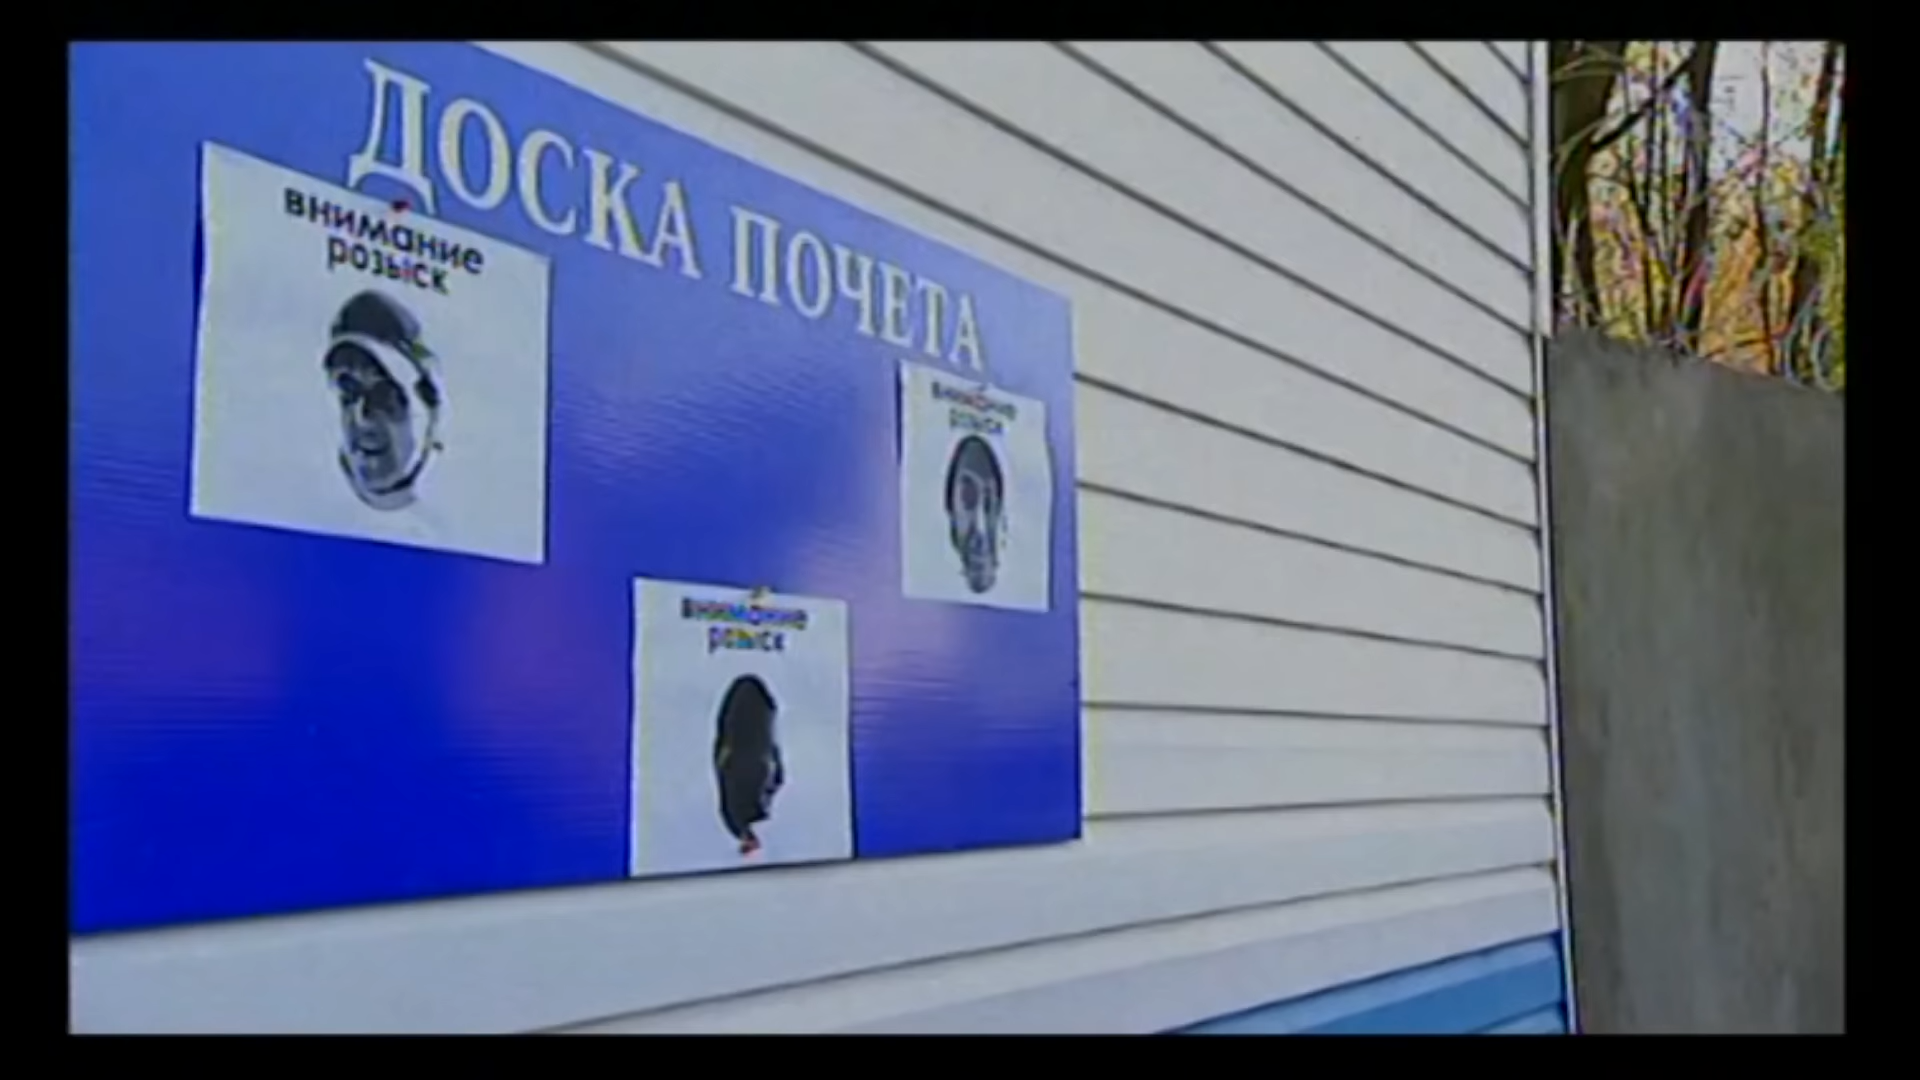 ДОСКА ПОЧЕТА
внимание
розыск
внимание
розыск
внимание
розыск